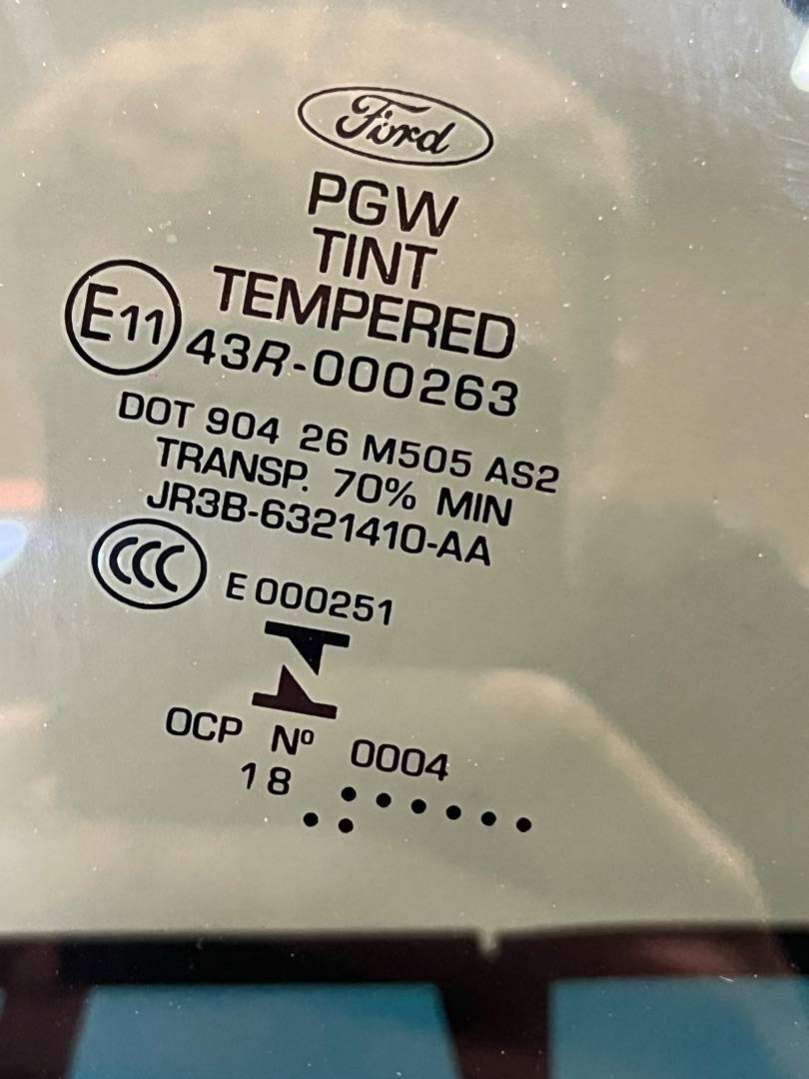 Ford
PGW
TINT
TEMPERED
E11 43R-000263
DOT 904 26 M505 AS2
TRANSP. 70% MIN
JR3B-6321410-AA
CCC E000251
OCP Nº 0004
18